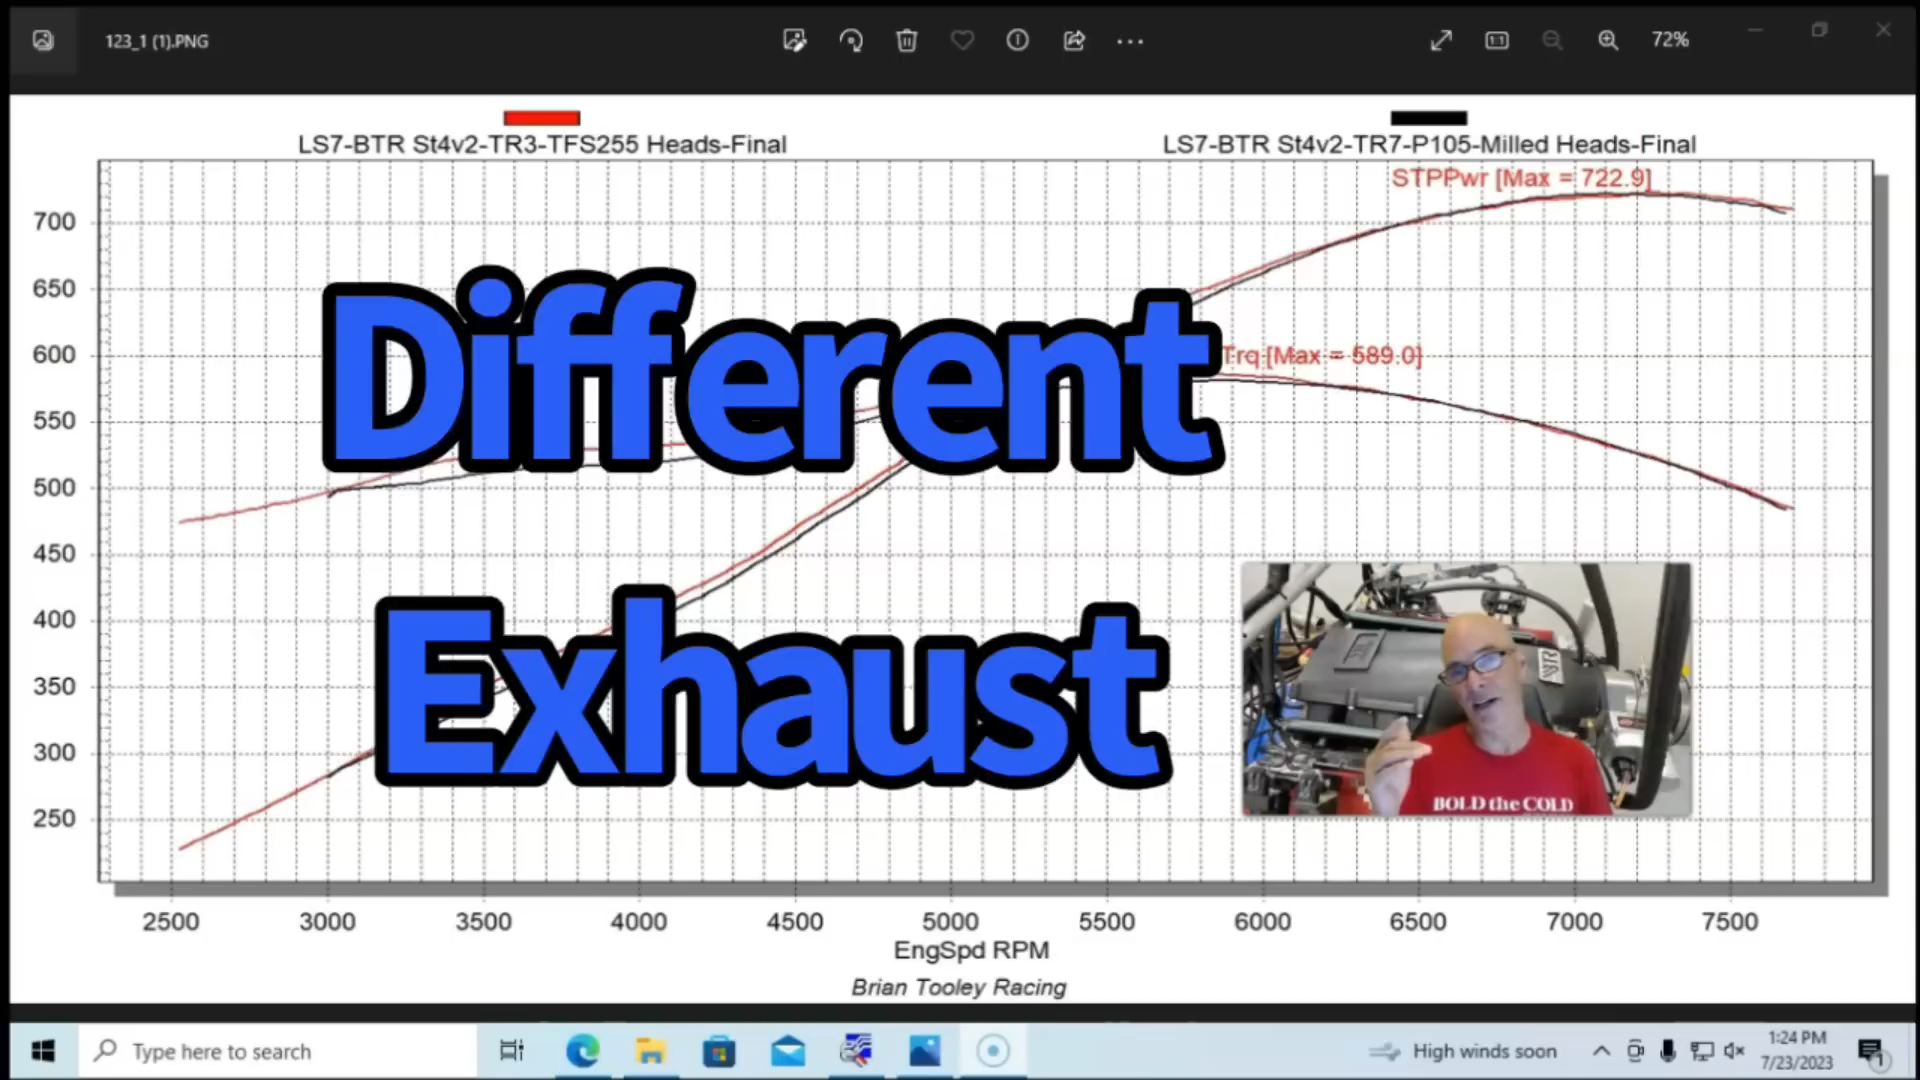 123_1 (1).PNG
72%
LS7-BTR St4v2-TR3-TFS255 Heads-Final
LS7-BTR St4v2-TR7-P105-Milled Heads-Final
STPPwr [Max = 722.9]
700
650
Different
600
Trq [Max = 589.0]
550
500
450
400
Exhaust
350
300
BOLD the COLD
250
2500 3000 3500 4000 4500 5000 5500 6000 6500 7000 7500
EngSpd RPM
Brian Tooley Racing
Type here to search
High winds soon
1:24 PM
7/23/2023
1